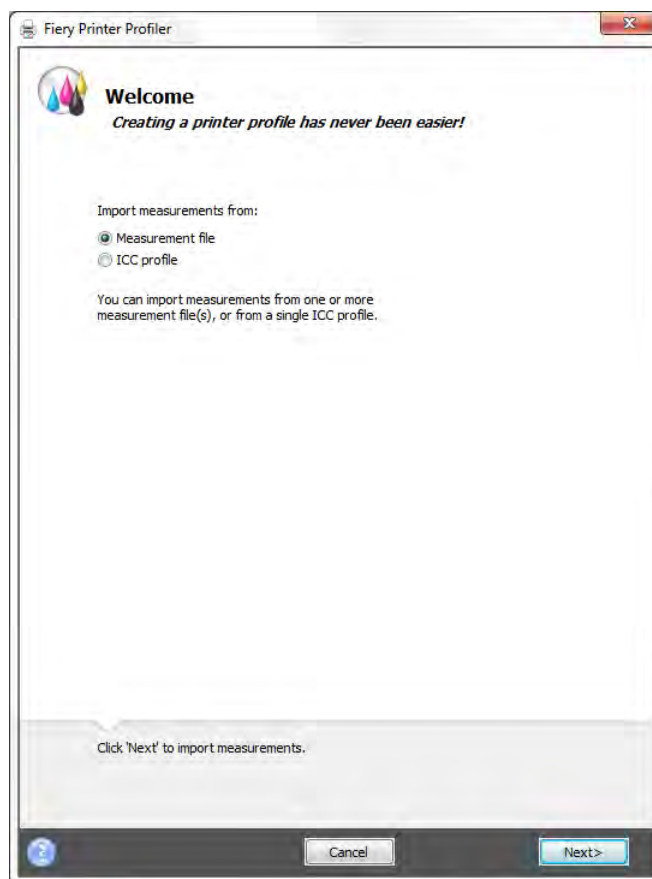 Fiery Printer Profiler
Welcome
Creating a printer profile has never been easier!
Import measurements from:
Measurement file
ICC profile
You can import measurements from one or more
measurement file(s), or from a single ICC profile.
Click 'Next' to import measurements.
?
Cancel
Next>